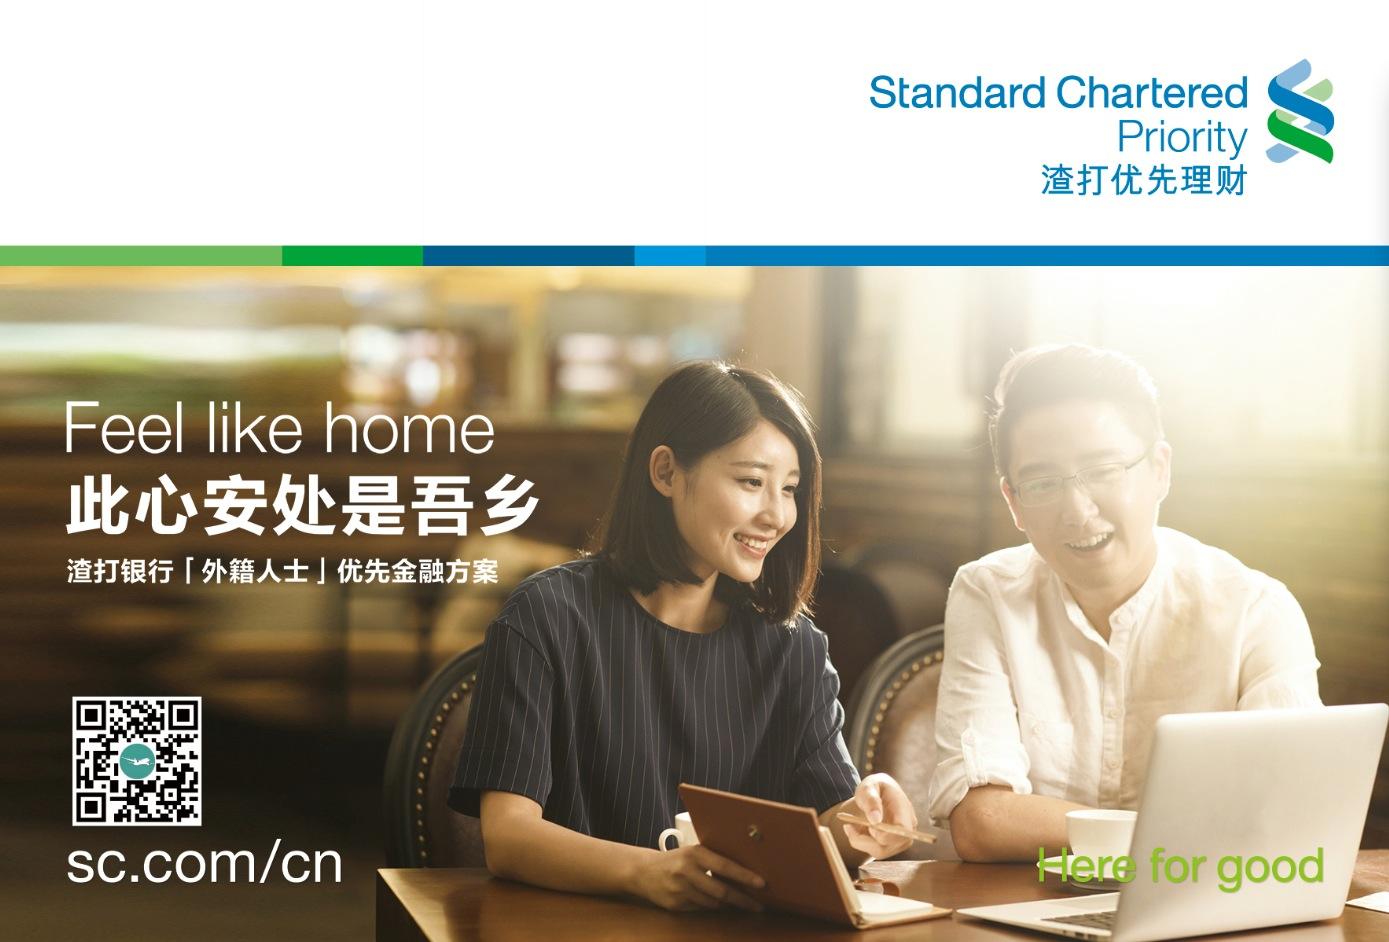 Standard Chartered
Priority
渣打优先理财
Feel like home
此心安处是吾乡
渣打银行「外籍人士」优先金融方案
sc.com/cn
Here for good